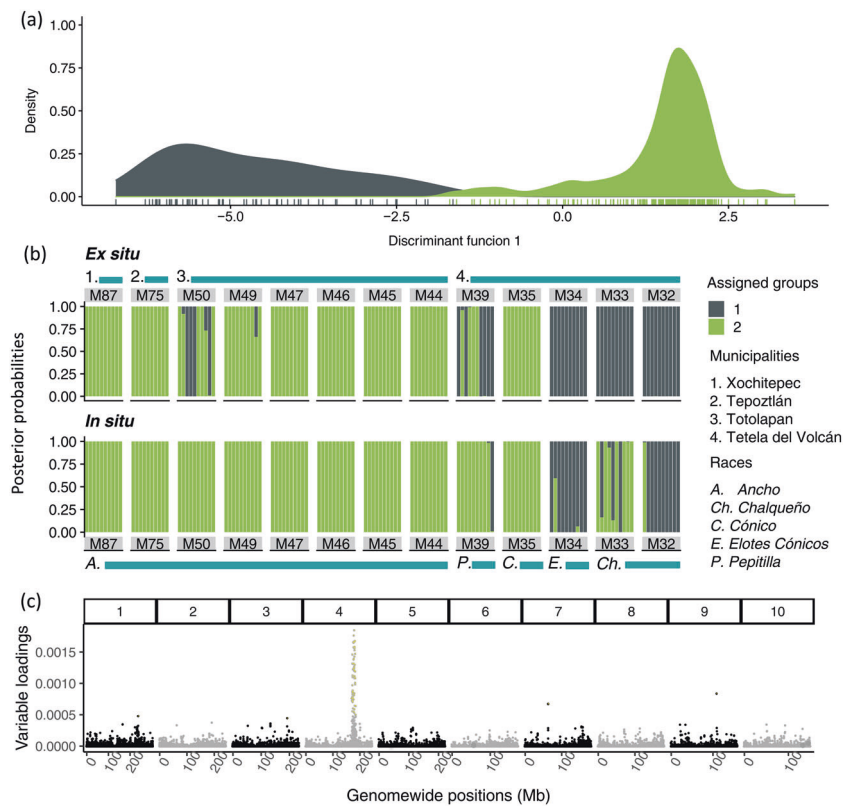 (a)
1.00
0.75
0.50
0.25
0.00
Density
−5.0 −2.5 0.0 2.5
Discriminant funcion 1
(b)
Ex situ
1. 2. 3. 4.
M87 M75 M50 M49 M47 M46 M45 M44 M39 M35 M34 M33 M32
1.00
0.75
0.50
0.25
0.00
Posterior probabilities
In situ
1.00
0.75
0.50
0.25
0.00
M87 M75 M50 M49 M47 M46 M45 M44 M39 M35 M34 M33 M32
A. P. C. E. Ch.
Assigned groups
1
2
Municipalities
1. Xochitepec
2. Tepoztlán
3. Totolapan
4. Tetela del Volcán
Races
A. Ancho
Ch. Chalqueño
C. Cónico
E. Elotes Cónicos
P. Pepitilla
(c)
1 2 3 4 5 6 7 8 9 10
Variable loadings
0.0015
0.0010
0.0005
0.0000
0 100 200 0 100 200 0 100 200 0 100 200 0 100 200 0 100 0 100 0 100 0 100 0 100
Genomewide positions (Mb)